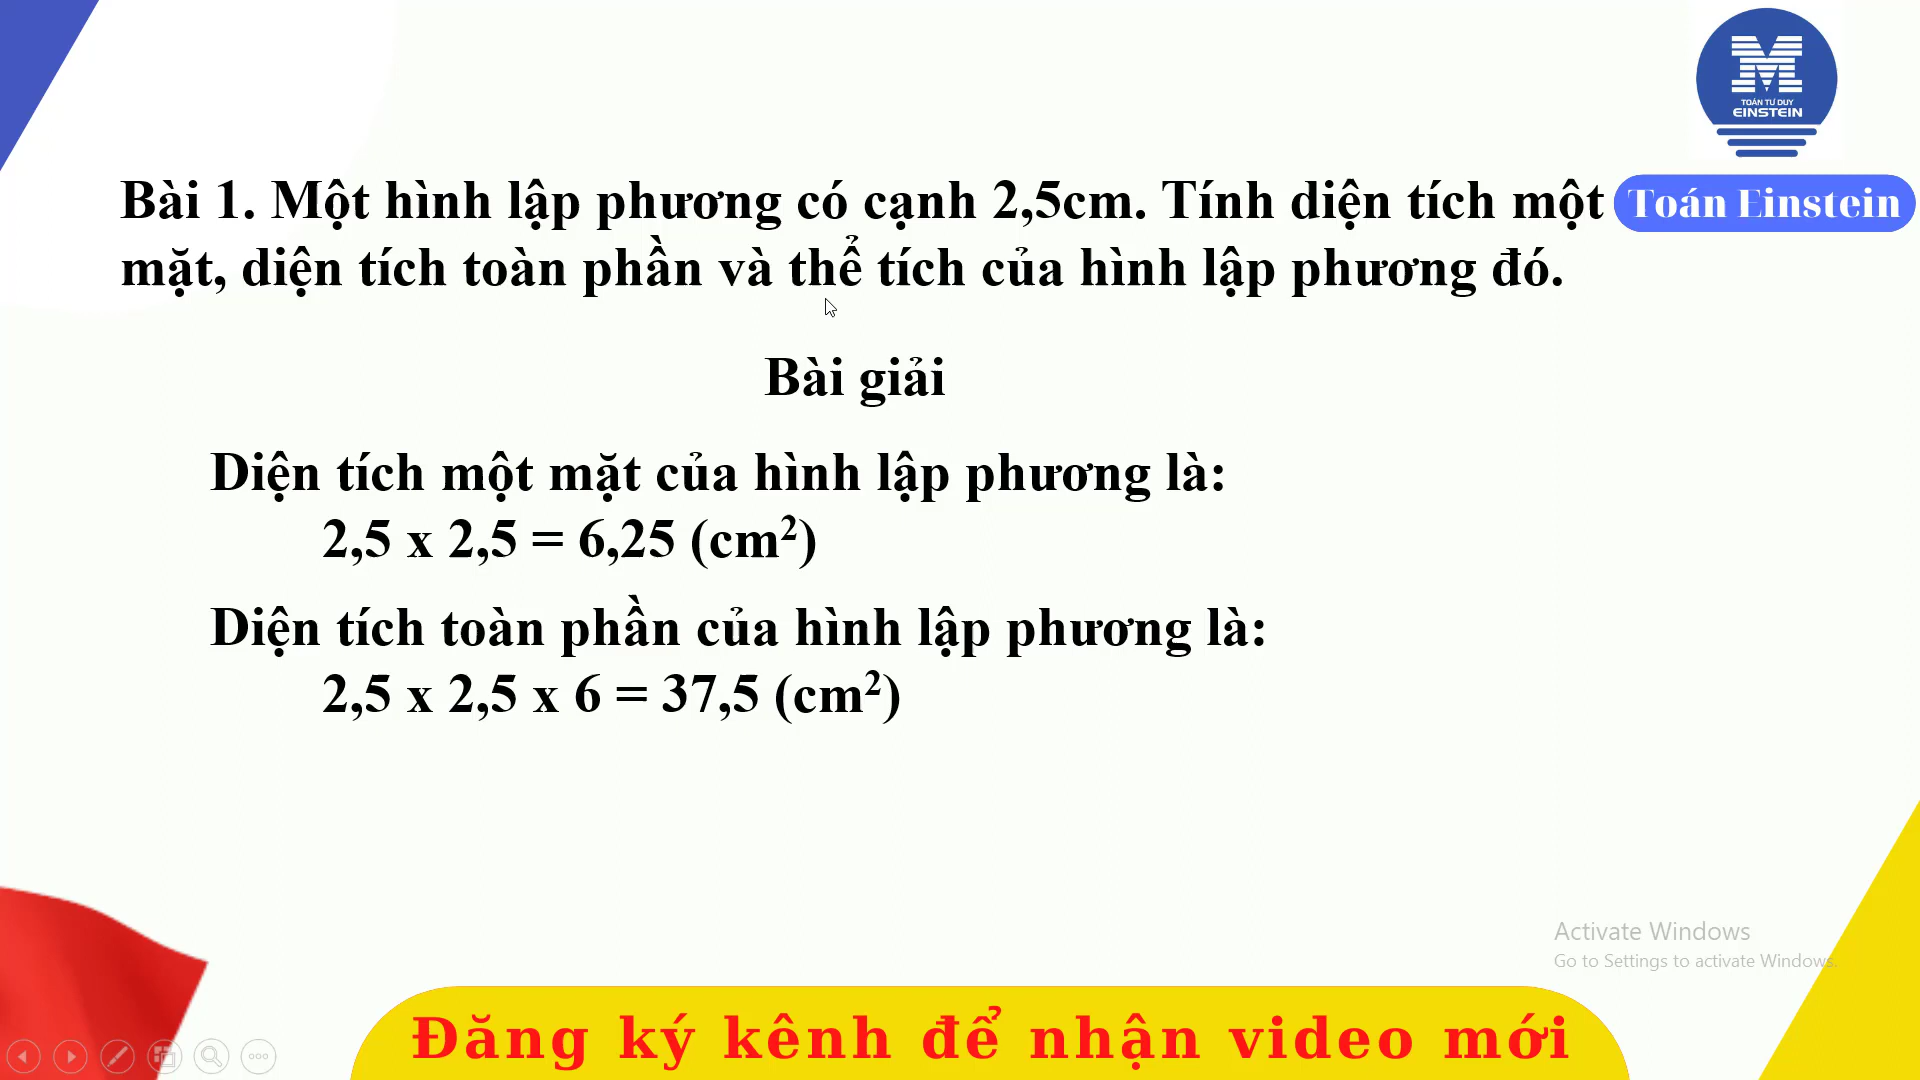 M
TOÁN TƯ DUY
EINSTEIN
Bài 1. Một hình lập phương có cạnh 2,5cm. Tính diện tích một
Toán Einstein
mặt, diện tích toàn phần và thể tích của hình lập phương đó.
Bài giải
Diện tích một mặt của hình lập phương là:
2,5 x 2,5 = 6,25 (cm²)
Diện tích toàn phần của hình lập phương là:
2,5 x 2,5 x 6 = 37,5 (cm²)
Activate Windows
Go to Settings to activate Windows.
Đăng ký kênh để nhận video mới